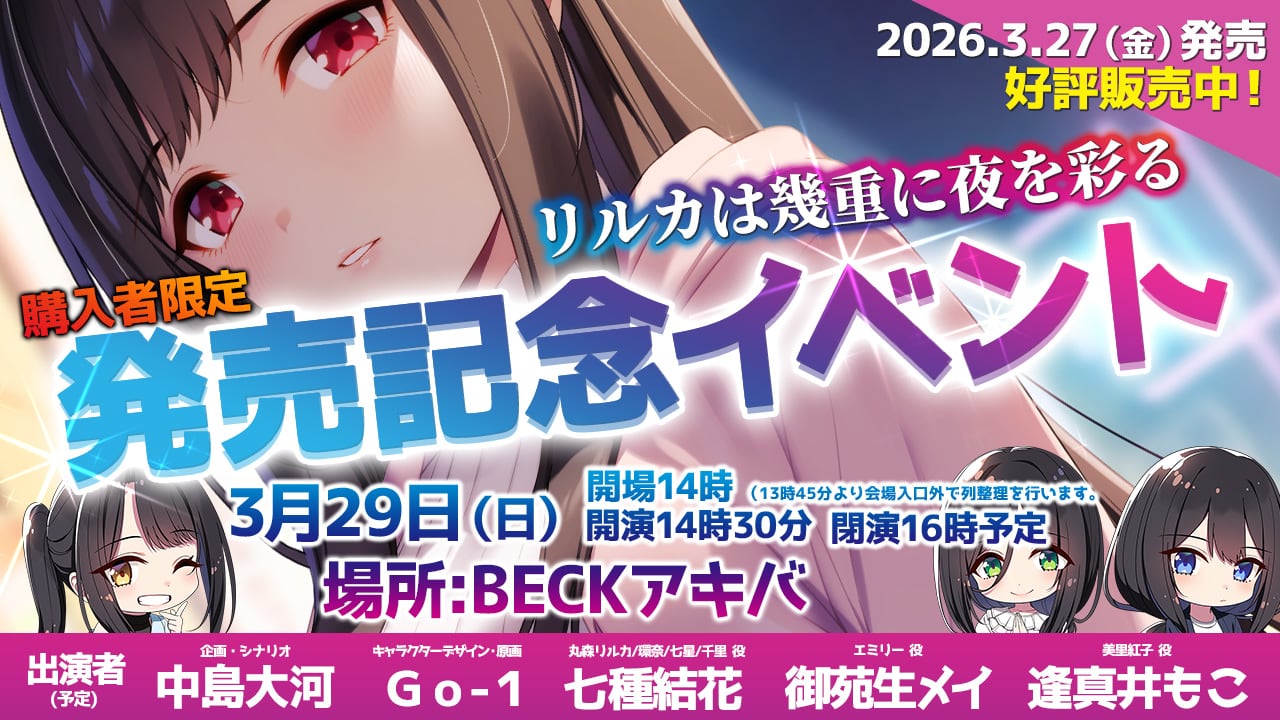 2026.3.27(金)発売
好評販売中!
リルカは幾重に夜を彩る
購入者限定
発売記念イベント
3月29日(日)
開場14時(13時45分より会場入口外で列整理を行います。
開演14時30分 閉演16時予定
場所:BECKアキバ
出演者
(予定)
企画・シナリオ
中島大河
キャラクターデザイン・原画
Go-1
丸森リルカ/環奈/七星/千里 役
七種結花
エミリー 役
御苑生メイ
美里紅子 役
逢真井もこ